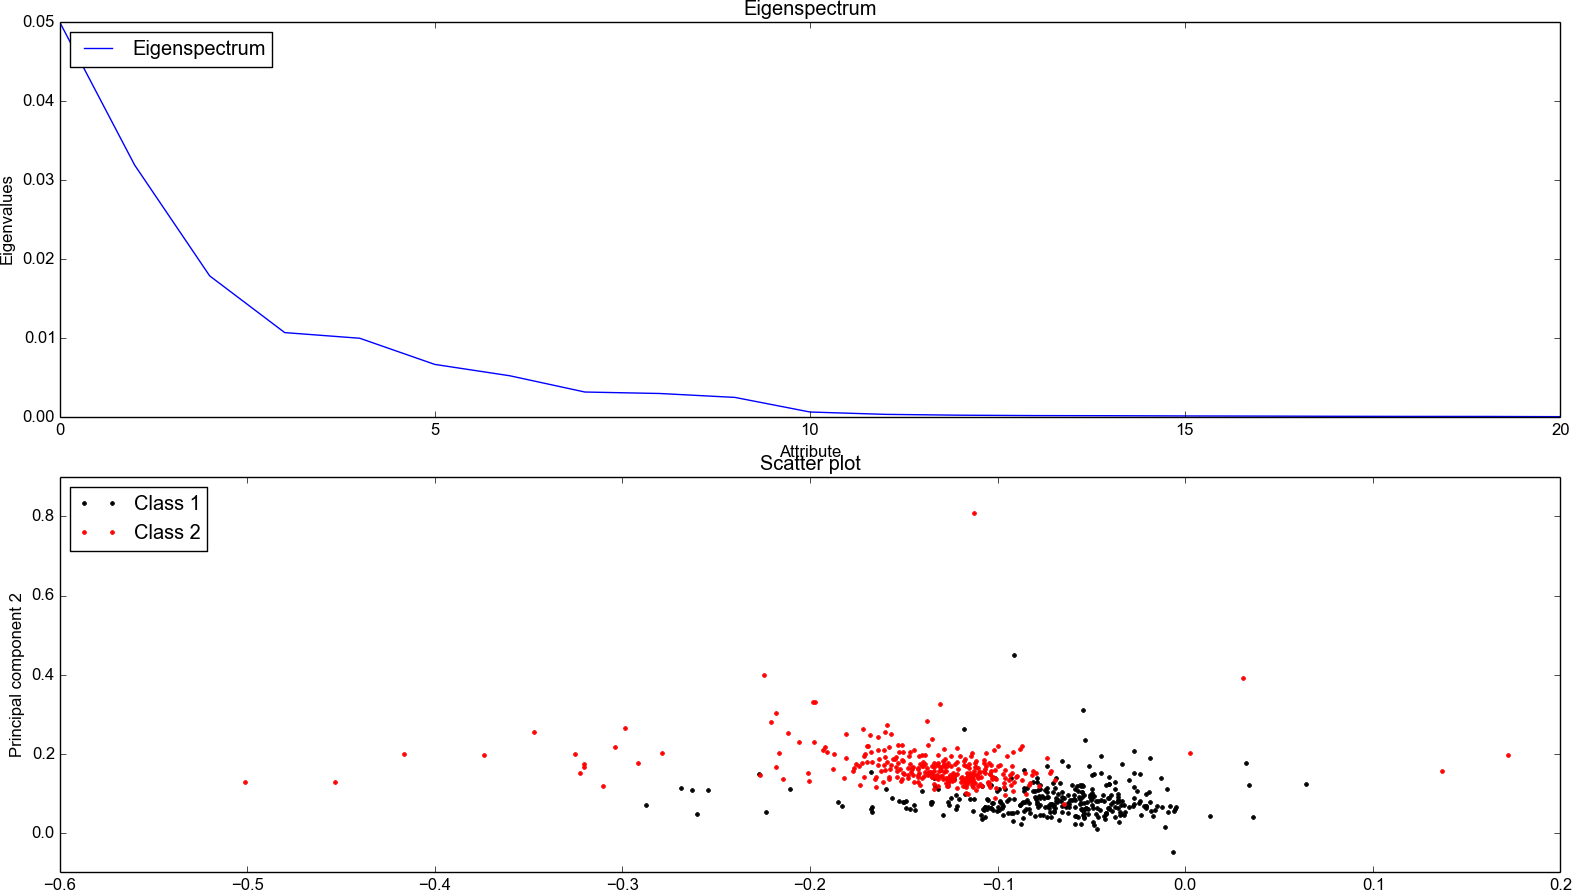 Eigenspectrum
0.05
0.04
0.03
0.02
0.01
0.00
Eigenvalues
Eigenspectrum
0 5 10 15 20
Attribute
Scatter plot
0.8
0.6
0.4
0.2
0.0
Principal component 2
Class 1
Class 2
−0.6 −0.5 −0.4 −0.3 −0.2 −0.1 0.0 0.1 0.2